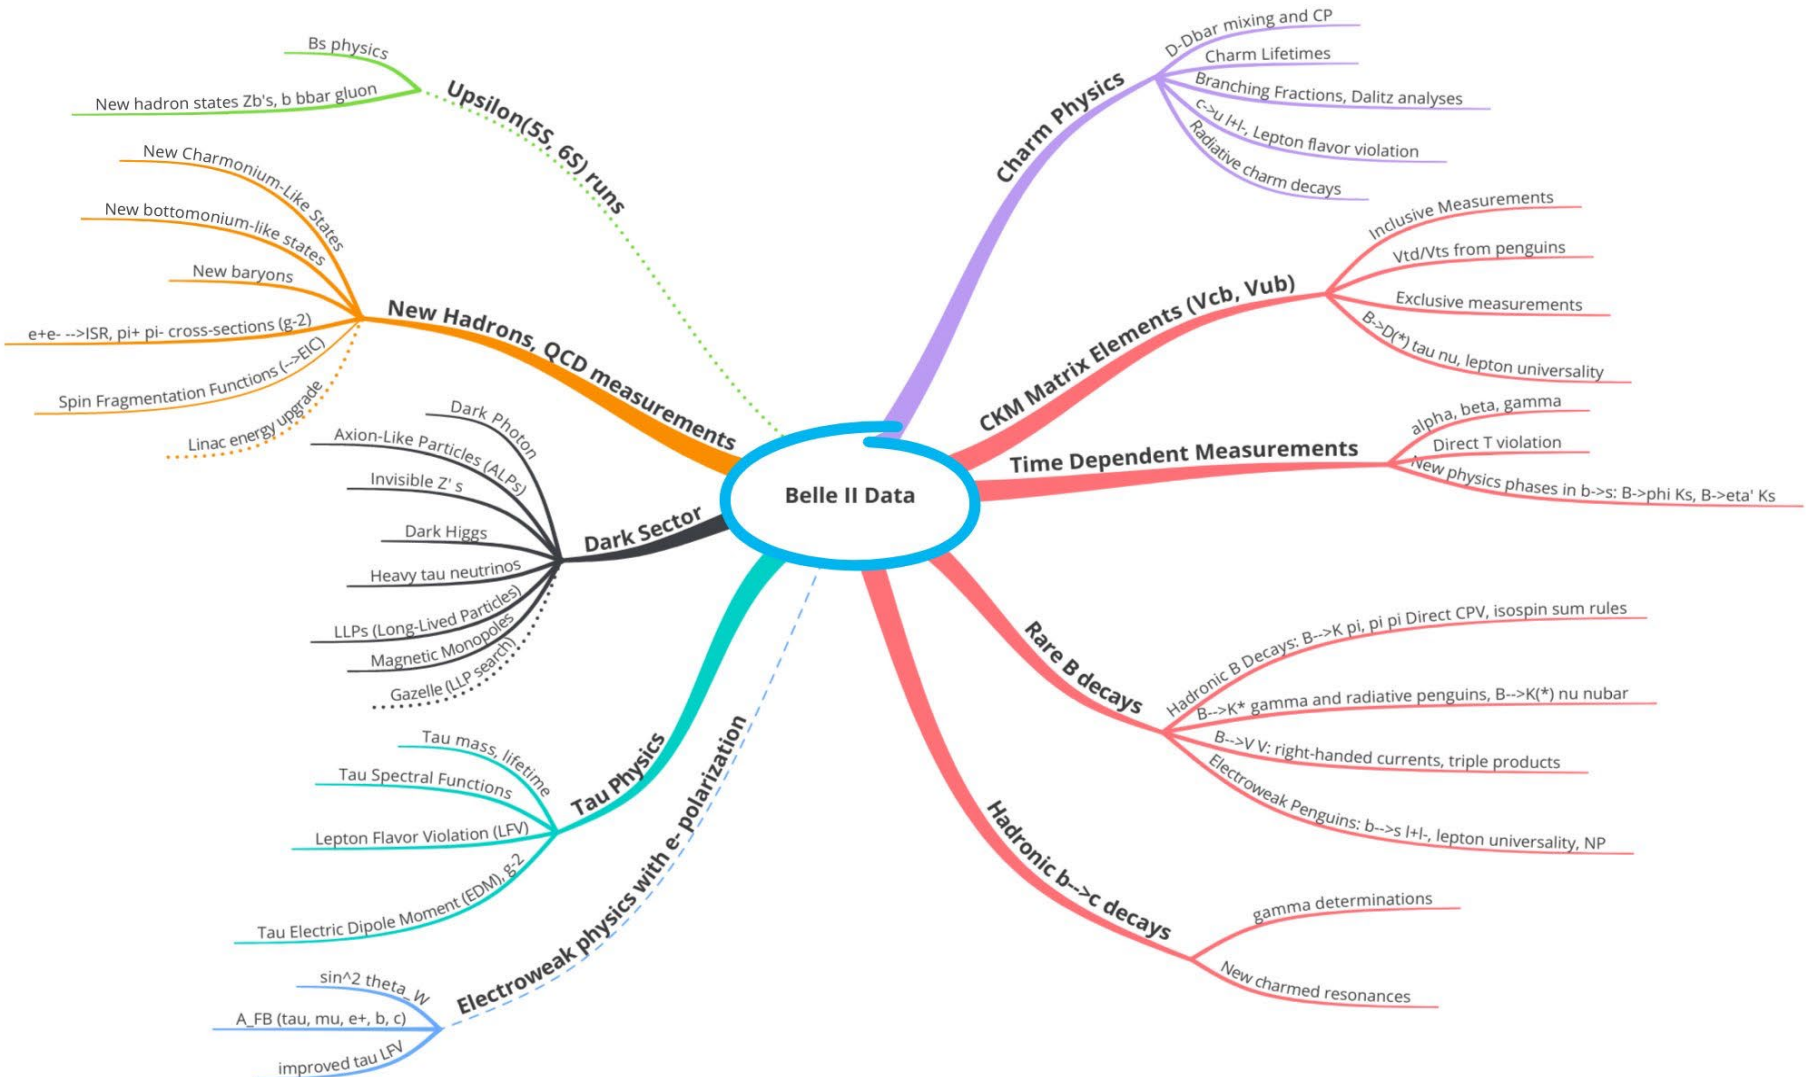 Belle II Data
Charm Physics
D-Dbar mixing and CP
Charm Lifetimes
Branching Fractions, Dalitz analyses
c->u l+l-, Lepton flavor violation
Radiative charm decays
CKM Matrix Elements (Vcb, Vub)
Inclusive Measurements
Vtd/Vts from penguins
Exclusive measurements
B->D(*) tau nu, lepton universality
Time Dependent Measurements
alpha, beta, gamma
Direct T violation
New physics phases in b->s: B->phi Ks, B->eta' Ks
Rare B decays
Hadronic B Decays: B-->K pi, pi pi Direct CPV, isospin sum rules
B-->K* gamma and radiative penguins, B-->K(*) nu nubar
B-->V V: right-handed currents, triple products
Electroweak Penguins: b-->s l+l-, lepton universality, NP
Hadronic b-->c decays
gamma determinations
New charmed resonances
Upsilon(5S, 6S) runs
Bs physics
New hadron states Zb's, b bbar gluon
New Hadrons, QCD measurements
New Charmonium-Like States
New bottomonium-like states
New baryons
e+e- -->ISR, pi+ pi- cross-sections (g-2)
Spin Fragmentation Functions (-->EIC)
Linac energy upgrade
Dark Sector
Dark Photon
Axion-Like Particles (ALPs)
Invisible Z' s
Dark Higgs
Heavy tau neutrinos
LLPs (Long-Lived Particles)
Magnetic Monopoles
Gazelle (LLP search)
Tau Physics
Tau mass, lifetime
Tau Spectral Functions
Lepton Flavor Violation (LFV)
Tau Electric Dipole Moment (EDM), g-2
Electroweak physics with e- polarization
sin^2 theta_W
A_FB (tau, mu, e+, b, c)
improved tau LFV